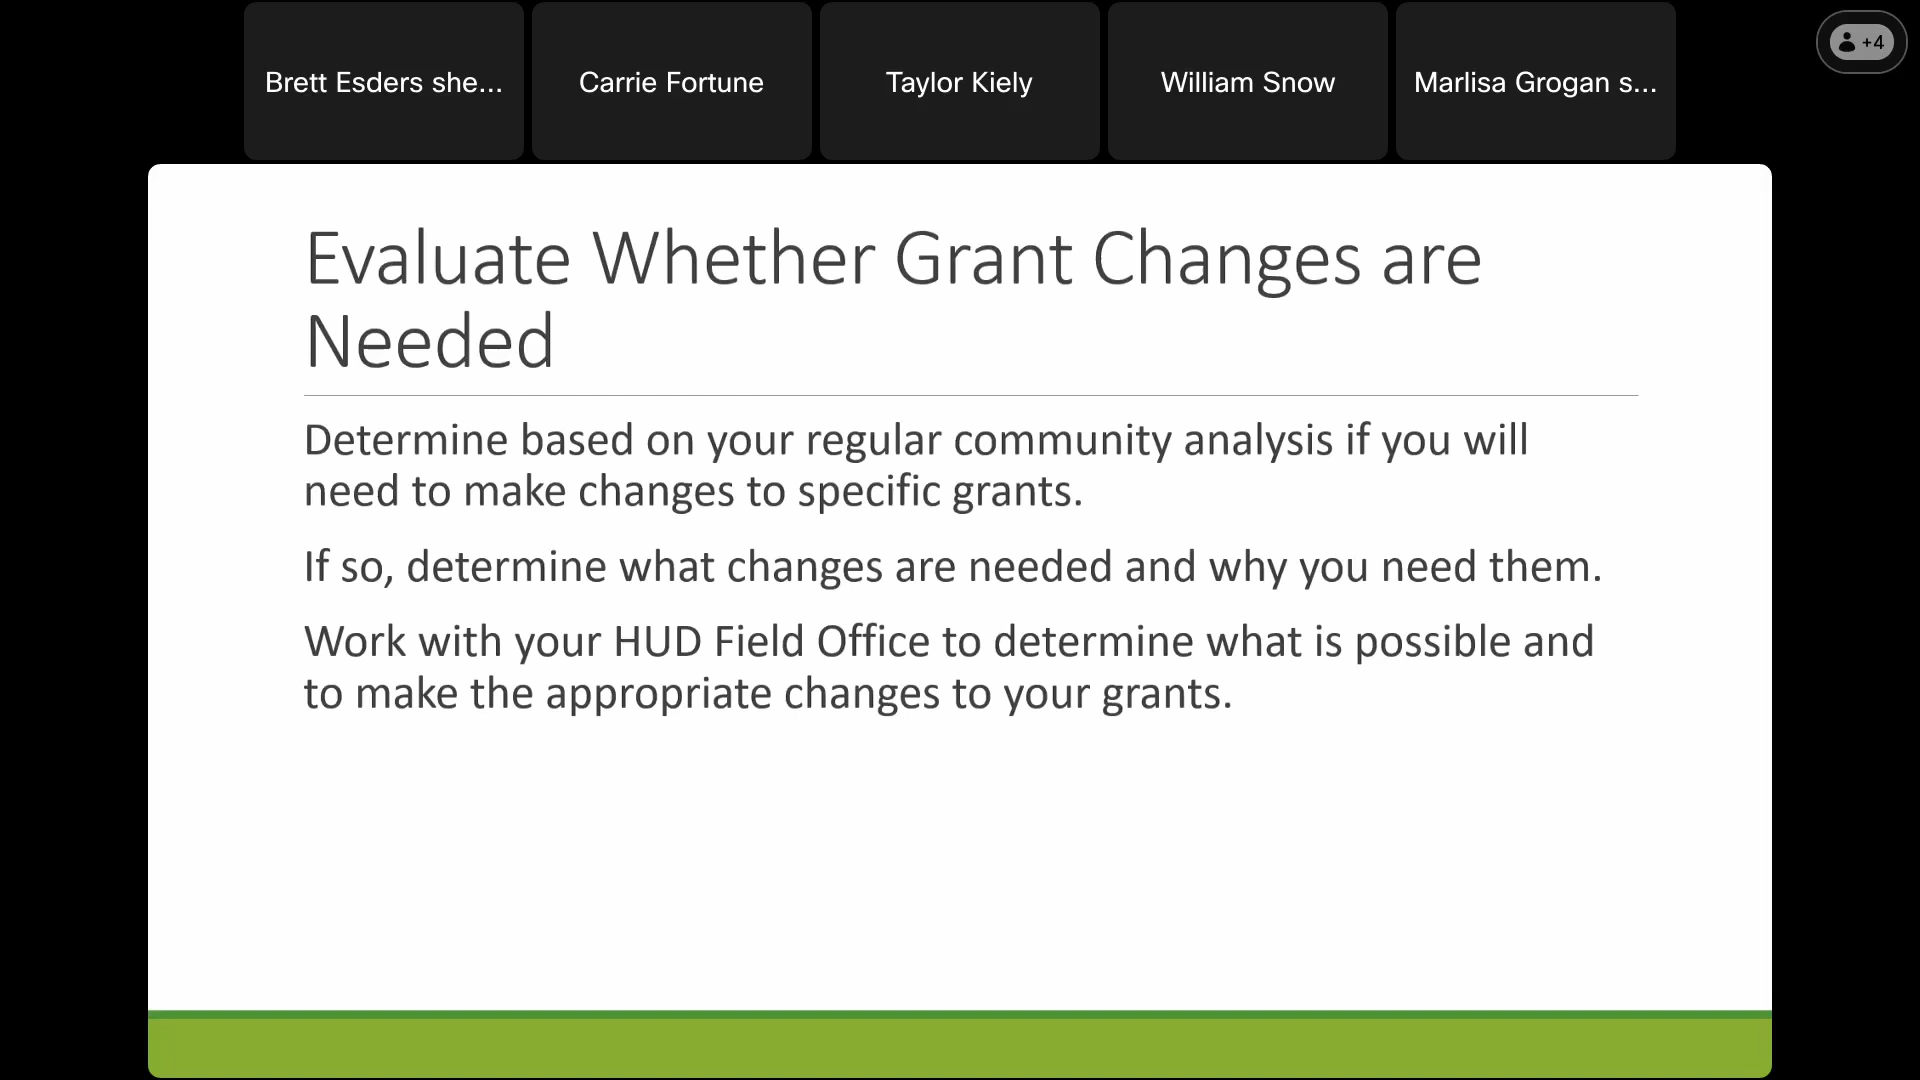 Brett Esders she...
Carrie Fortune
Taylor Kiely
William Snow
Marlisa Grogan s...
+4
Evaluate Whether Grant Changes are
Needed
Determine based on your regular community analysis if you will
need to make changes to specific grants.
If so, determine what changes are needed and why you need them.
Work with your HUD Field Office to determine what is possible and
to make the appropriate changes to your grants.